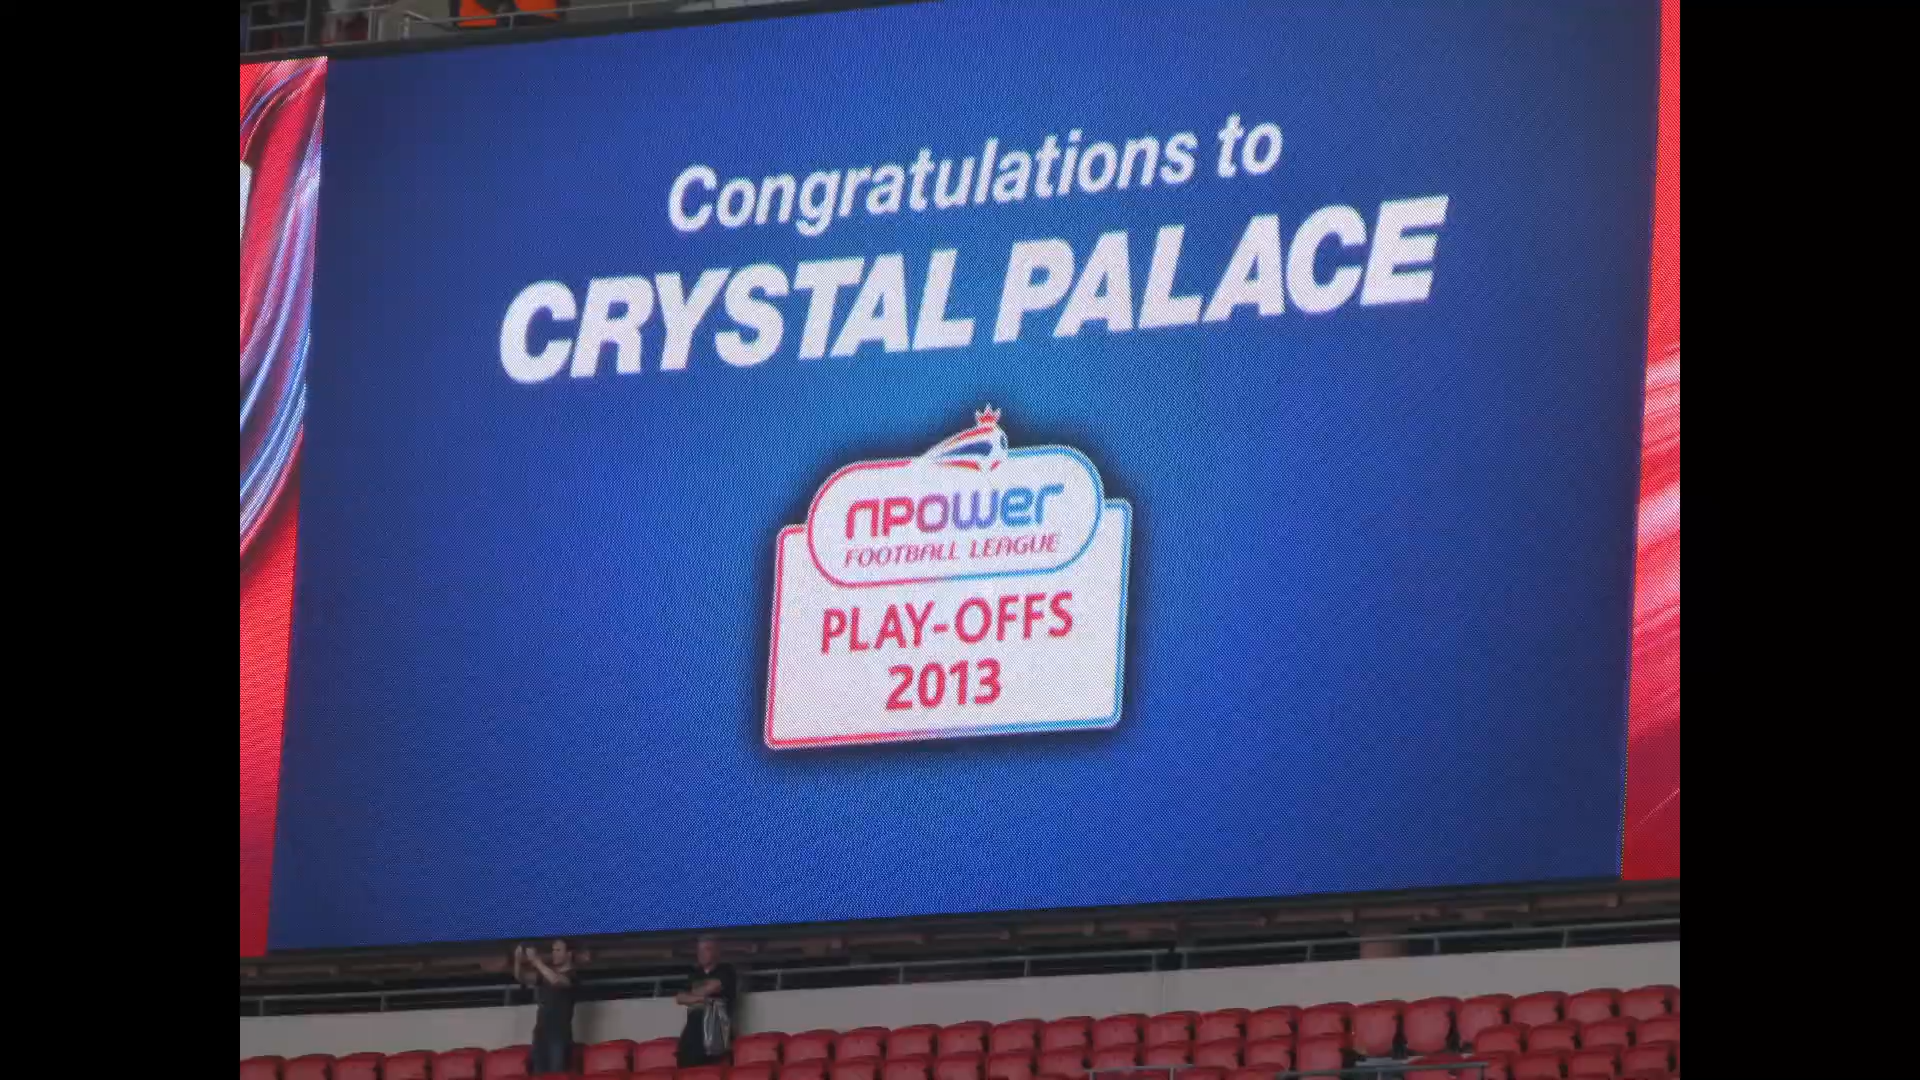 Congratulations to
CRYSTAL PALACE
npower
FOOTBALL LEAGUE
PLAY-OFFS
2013